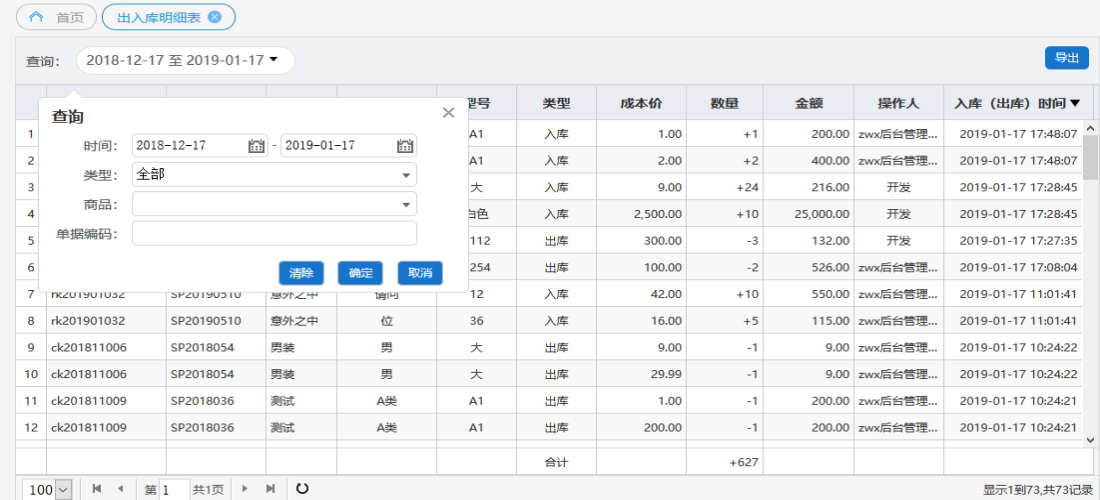 首页 出入库明细表
查询： 2018-12-17 至 2019-01-17 导出
型号 类型 成本价 数量 金额 操作人 入库（出库）时间
查询
时间： 2018-12-17 - 2019-01-17
类型： 全部
商品：
单据编码：
清除 确定 取消
1 A1 入库 1.00 +1 200.00 zwx后台管理... 2019-01-17 17:48:07
2 A1 入库 2.00 +2 400.00 zwx后台管理... 2019-01-17 17:48:07
3 大 入库 9.00 +24 216.00 开发 2019-01-17 17:28:45
4 白色 入库 2,500.00 +10 25,000.00 开发 2019-01-17 17:28:45
5 112 出库 300.00 -3 132.00 开发 2019-01-17 17:27:35
6 254 出库 100.00 -2 526.00 zwx后台管理... 2019-01-17 17:08:04
7 rk201901032 SP20190510 意外之中 请问 12 入库 42.00 +10 550.00 zwx后台管理... 2019-01-17 11:01:41
8 rk201901032 SP20190510 意外之中 位 36 入库 16.00 +5 115.00 zwx后台管理... 2019-01-17 11:01:41
9 ck201811006 SP2018054 男装 男 大 出库 9.00 -1 9.00 zwx后台管理... 2019-01-17 10:24:22
10 ck201811006 SP2018054 男装 男 大 出库 29.99 -1 9.00 zwx后台管理... 2019-01-17 10:24:22
11 ck201811009 SP2018036 测试 A类 A1 出库 1.00 -1 200.00 zwx后台管理... 2019-01-17 10:24:21
12 ck201811009 SP2018036 测试 A类 A1 出库 200.00 -1 200.00 zwx后台管理... 2019-01-17 10:24:21
合计 +627
100 第 1 共1页 显示1到73,共73记录